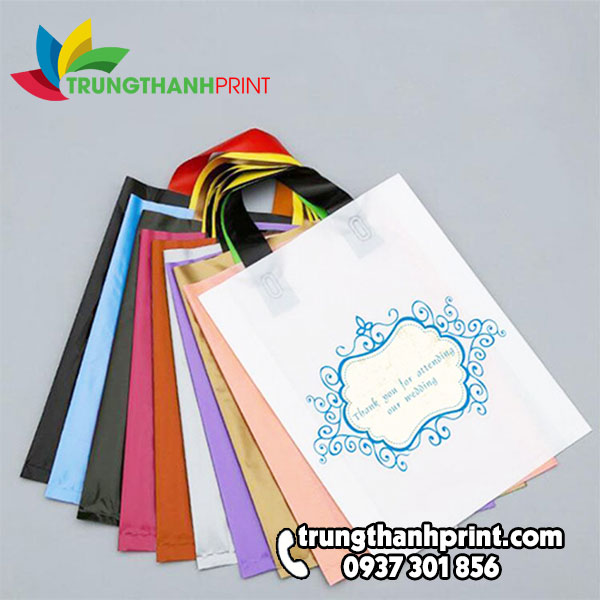 TRUNGTHANHPRINT
Thank you for attending
our wedding
trungthanhprint.com
0937 301 856